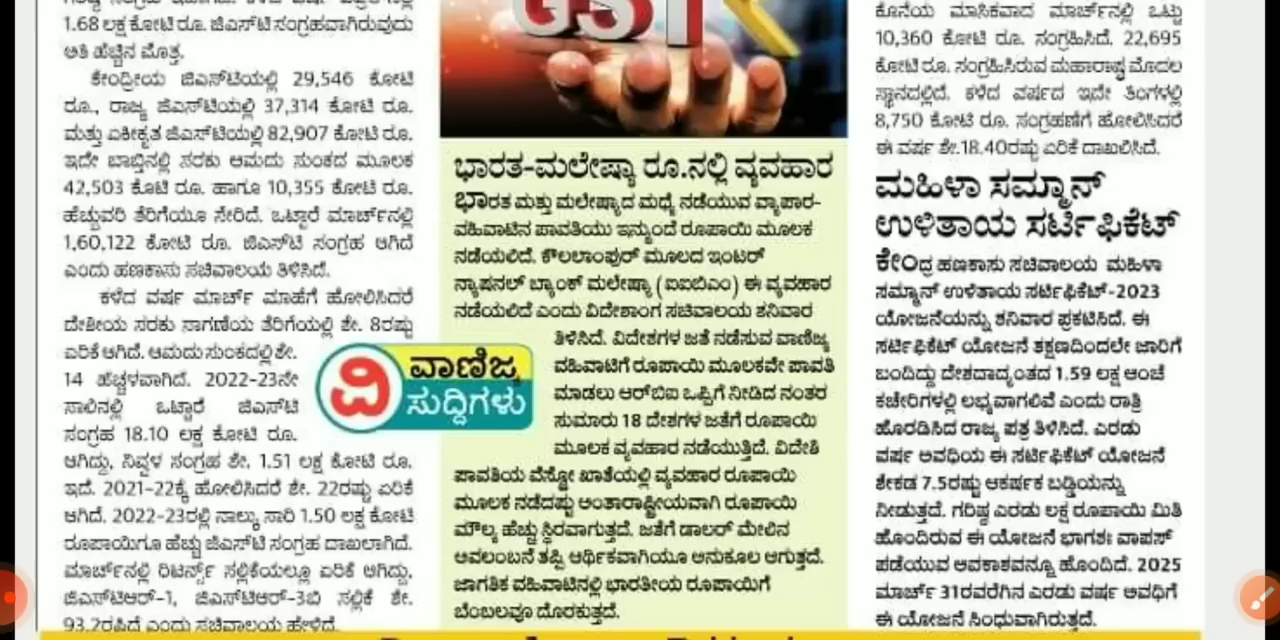 1.68 ಲಕ್ಷ ಕೋಟಿ ರೂ. ಜಿಎಸ್‌ಟಿ ಸಂಗ್ರಹವಾಗಿರುವುದು
ಅತಿ ಹೆಚ್ಚಿನ ಮೊತ್ತ.
ಕೇಂದ್ರೀಯ ಜಿಎಸ್‌ಟಿಯಲ್ಲಿ 29,546 ಕೋಟಿ
ರೂ., ರಾಜ್ಯ ಜಿಎಸ್‌ಟಿಯಲ್ಲಿ 37,314 ಕೋಟಿ ರೂ.
ಮತ್ತು ಏಕೀಕೃತ ಜಿಎಸ್‌ಟಿಯಲ್ಲಿ 82,907 ಕೋಟಿ ರೂ.
ಇದೇ ಬಾಬ್ತಿನಲ್ಲಿ ಸರಕು ಆಮದು ಸುಂಕದ ಮೂಲಕ
42,503 ಕೊಟಿ ರೂ. ಹಾಗೂ 10,355 ಕೋಟಿ ರೂ.
ಹೆಚ್ಚುವರಿ ತೆರಿಗೆಯೂ ಸೇರಿದೆ. ಒಟ್ಟಾರೆ ಮಾರ್ಚ್‌ನಲ್ಲಿ
1,60,122 ಕೋಟಿ ರೂ. ಜಿಎಸ್‌ಟಿ ಸಂಗ್ರಹ ಆಗಿದೆ
ಎಂದು ಹಣಕಾಸು ಸಚಿವಾಲಯ ತಿಳಿಸಿದೆ.
ಕಳೆದ ವರ್ಷ ಮಾರ್ಚ್ ಮಾಹೆಗೆ ಹೋಲಿಸಿದರೆ
ದೇಶೀಯ ಸರಕು ಸಾಗಣೆಯ ತೆರಿಗೆಯಲ್ಲಿ ಶೇ. 8ರಷ್ಟು
ಏರಿಕೆ ಆಗಿದೆ. ಆಮದು ಸುಂಕದಲ್ಲಿ ಶೇ.
14 ಹೆಚ್ಚಳವಾಗಿದೆ. 2022-23ನೇ
ಸಾಲಿನಲ್ಲಿ ಒಟ್ಟಾರೆ ಜಿಎಸ್‌ಟಿ
ಸಂಗ್ರಹ 18.10 ಲಕ್ಷ ಕೋಟಿ ರೂ.
ಆಗಿದ್ದು, ನಿವ್ವಳ ಸಂಗ್ರಹ ಶೇ. 1.51 ಲಕ್ಷ ಕೋಟಿ ರೂ.
ಇದೆ. 2021-22ಕ್ಕೆ ಹೋಲಿಸಿದರೆ ಶೇ. 22ರಷ್ಟು ಏರಿಕೆ
ಆಗಿದೆ. 2022-23ರಲ್ಲಿ ನಾಲ್ಕು ಸಾರಿ 1.50 ಲಕ್ಷ ಕೋಟಿ
ರೂಪಾಯಿಗೂ ಹೆಚ್ಚು ಜಿಎಸ್‌ಟಿ ಸಂಗ್ರಹ ದಾಖಲಾಗಿದೆ.
ಮಾರ್ಚ್‌ನಲ್ಲಿ ರಿಟರ್ನ್ಸ್ ಸಲ್ಲಿಕೆಯಲ್ಲೂ ಏರಿಕೆ ಆಗಿದ್ದು,
ಜಿಎಸ್‌ಟಿಆರ್-1, ಜಿಎಸ್‌ಟಿಆರ್-3ಬಿ ಸಲ್ಲಿಕೆ ಶೇ.
93.2ರಷ್ಟಿದೆ ಎಂದು ಸಚಿವಾಲಯ ಹೇಳಿದೆ.
ವಿ ವಾಣಿಜ್ಯ
ಸುದ್ದಿಗಳು
GST
ಭಾರತ-ಮಲೇಷ್ಯಾ ರೂ.ನಲ್ಲಿ ವ್ಯವಹಾರ
ಭಾರತ ಮತ್ತು ಮಲೇಷ್ಯಾದ ಮಧ್ಯೆ ನಡೆಯುವ ವ್ಯಾಪಾರ-
ವಹಿವಾಟಿನ ಪಾವತಿಯು ಇನ್ಮುಂದೆ ರೂಪಾಯಿ ಮೂಲಕ
ನಡೆಯಲಿದೆ. ಕೌಲಲಾಂಪುರ್ ಮೂಲದ ಇಂಟರ್
ನ್ಯಾಷನಲ್ ಬ್ಯಾಂಕ್ ಮಲೇಷ್ಯಾ (ಐಐಬಿಎಂ) ಈ ವ್ಯವಹಾರ
ನಡೆಯಲಿದೆ ಎಂದು ವಿದೇಶಾಂಗ ಸಚಿವಾಲಯ ಶನಿವಾರ
ತಿಳಿಸಿದೆ. ವಿದೇಶಗಳ ಜತೆ ನಡೆಸುವ ವಾಣಿಜ್ಯ
ವಹಿವಾಟಿಗೆ ರೂಪಾಯಿ ಮೂಲಕವೇ ಪಾವತಿ
ಮಾಡಲು ಆರ್‌ಬಿಐ ಒಪ್ಪಿಗೆ ನೀಡಿದ ನಂತರ
ಸುಮಾರು 18 ದೇಶಗಳ ಜತೆಗೆ ರೂಪಾಯಿ
ಮೂಲಕ ವ್ಯವಹಾರ ನಡೆಯುತ್ತಿದೆ. ವಿದೇಶಿ
ಪಾವತಿಯ ವೆಸ್ಟ್ರೋ ಖಾತೆಯಲ್ಲಿ ವ್ಯವಹಾರ ರೂಪಾಯಿ
ಮೂಲಕ ನಡೆದಷ್ಟು ಅಂತಾರಾಷ್ಟ್ರೀಯವಾಗಿ ರೂಪಾಯಿ
ಮೌಲ್ಯ ಹೆಚ್ಚು ಸ್ಥಿರವಾಗುತ್ತದೆ. ಜತೆಗೆ ಡಾಲರ್ ಮೇಲಿನ
ಅವಲಂಬನೆ ತಪ್ಪಿ ಆರ್ಥಿಕವಾಗಿಯೂ ಅನುಕೂಲ ಆಗುತ್ತದೆ.
ಜಾಗತಿಕ ವಹಿವಾಟಿನಲ್ಲಿ ಭಾರತೀಯ ರೂಪಾಯಿಗೆ
ಬೆಂಬಲವೂ ದೊರಕುತ್ತದೆ.
ಕೊನೆಯ ಮಾಸಿಕವಾದ ಮಾರ್ಚ್‌ನಲ್ಲಿ ಒಟ್ಟು
10,360 ಕೋಟಿ ರೂ. ಸಂಗ್ರಹಿಸಿದೆ. 22,695
ಕೋಟಿ ರೂ. ಸಂಗ್ರಹಿಸಿರುವ ಮಹಾರಾಷ್ಟ್ರ ಮೊದಲ
ಸ್ಥಾನದಲ್ಲಿದೆ. ಕಳೆದ ವರ್ಷದ ಇದೇ ತಿಂಗಳಲ್ಲಿ
8,750 ಕೋಟಿ ರೂ. ಸಂಗ್ರಹಣೆಗೆ ಹೋಲಿಸಿದರೆ
ಈ ವರ್ಷ ಶೇ.18.40ರಷ್ಟು ಏರಿಕೆ ದಾಖಲಿಸಿದೆ.
ಮಹಿಳಾ ಸಮ್ಮಾನ್
ಉಳಿತಾಯ ಸರ್ಟಿಫಿಕೆಟ್
ಕೇಂದ್ರ ಹಣಕಾಸು ಸಚಿವಾಲಯ ಮಹಿಳಾ
ಸಮ್ಮಾನ್ ಉಳಿತಾಯ ಸರ್ಟಿಫಿಕೆಟ್-2023
ಯೋಜನೆಯನ್ನು ಶನಿವಾರ ಪ್ರಕಟಿಸಿದೆ. ಈ
ಸರ್ಟಿಫಿಕೆಟ್ ಯೋಜನೆ ತಕ್ಷಣದಿಂದಲೇ ಜಾರಿಗೆ
ಬಂದಿದ್ದು ದೇಶದಾದ್ಯಂತದ 1.59 ಲಕ್ಷ ಅಂಚೆ
ಕಚೇರಿಗಳಲ್ಲಿ ಲಭ್ಯವಾಗಲಿವೆ ಎಂದು ರಾತ್ರಿ
ಹೊರಡಿಸಿದ ರಾಜ್ಯ ಪತ್ರ ತಿಳಿಸಿದೆ. ಎರಡು
ವರ್ಷ ಅವಧಿಯ ಈ ಸರ್ಟಿಫಿಕೆಟ್ ಯೋಜನೆ
ಶೇಕಡ 7.5ರಷ್ಟು ಆಕರ್ಷಕ ಬಡ್ಡಿಯನ್ನು
ನೀಡುತ್ತದೆ. ಗರಿಷ್ಠ ಎರಡು ಲಕ್ಷ ರೂಪಾಯಿ ಮಿತಿ
ಹೊಂದಿರುವ ಈ ಯೋಜನೆ ಭಾಗಶಃ ವಾಪಸ್
ಪಡೆಯುವ ಅವಕಾಶವನ್ನೂ ಹೊಂದಿದೆ. 2025
ಮಾರ್ಚ್ 31ರವರೆಗಿನ ಎರಡು ವರ್ಷ ಅವಧಿಗೆ
ಈ ಯೋಜನೆ ಸಿಂಧುವಾಗಿರುತ್ತದೆ.